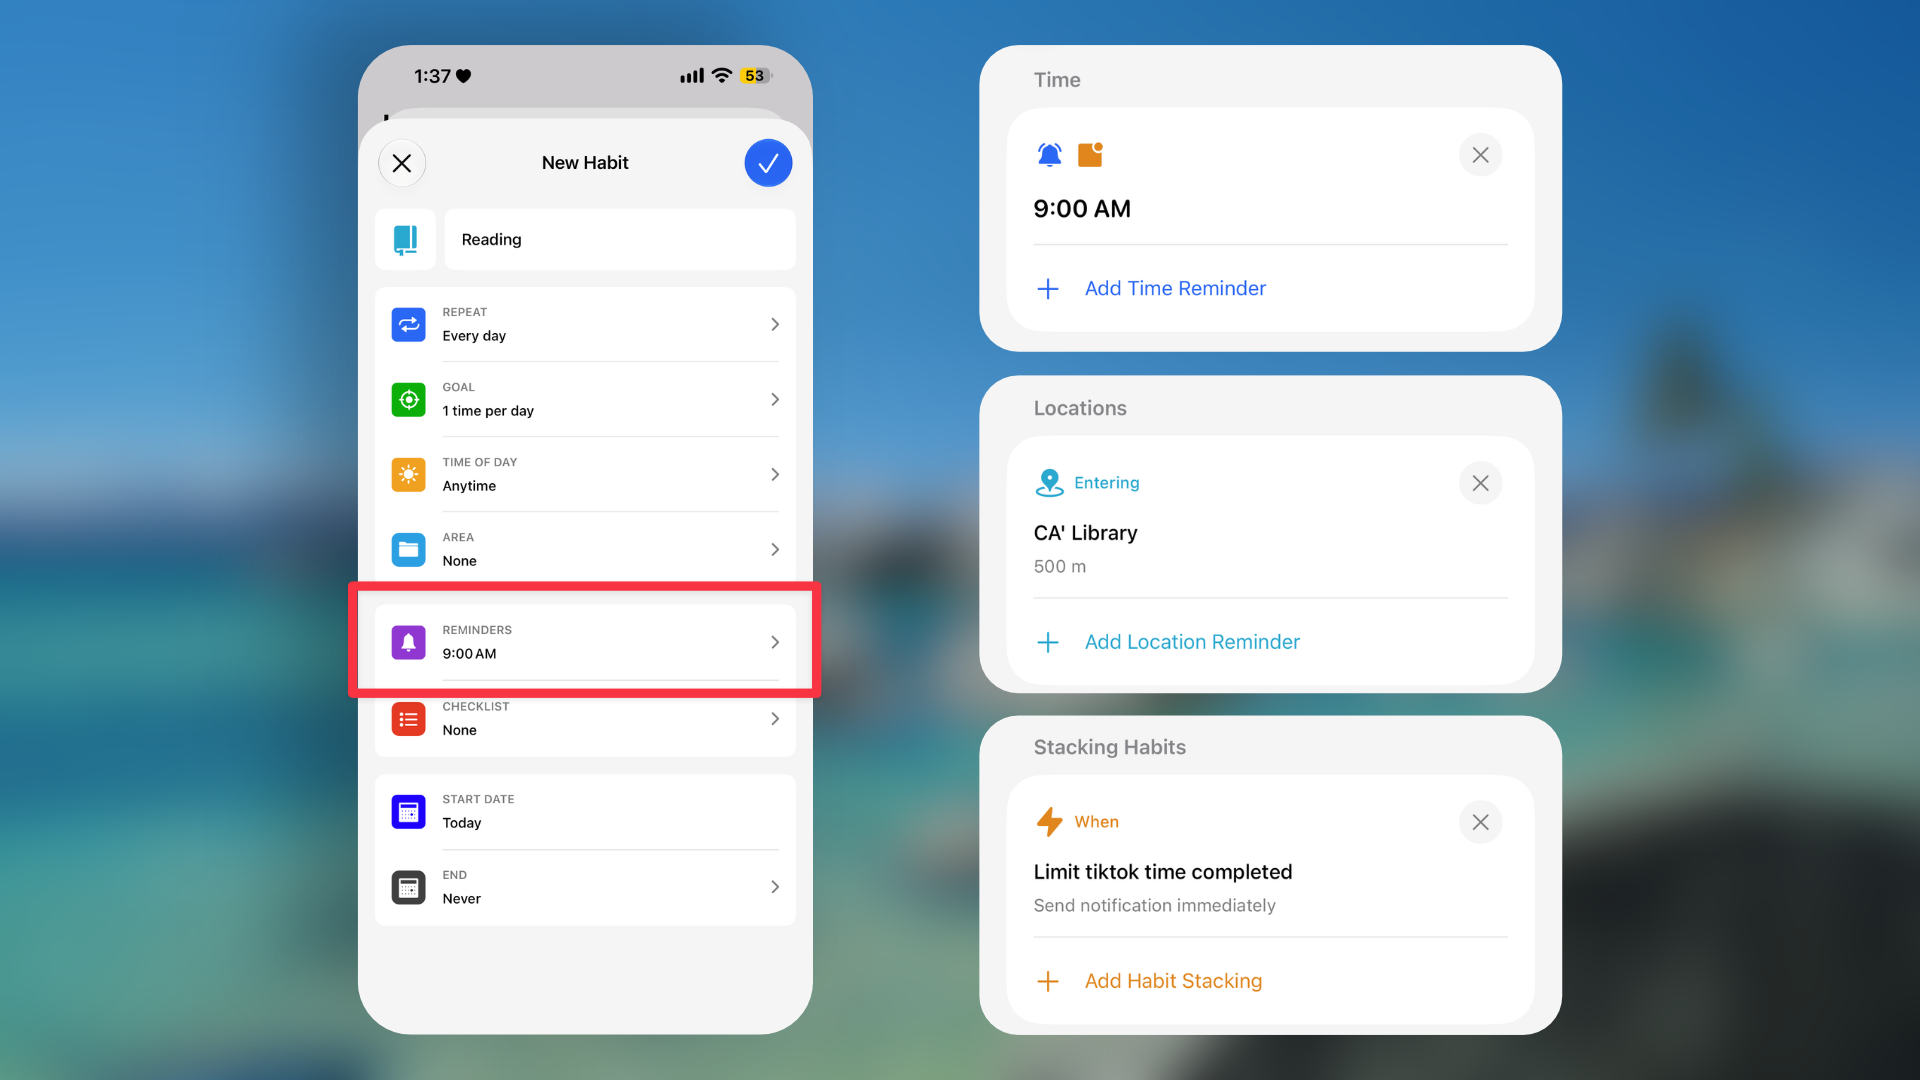 1:37
53
New Habit
Reading
REPEAT
Every day
GOAL
1 time per day
TIME OF DAY
Anytime
AREA
None
REMINDERS
9:00 AM
CHECKLIST
None
START DATE
Today
END
Never
Time
9:00 AM
Add Time Reminder
Locations
Entering
CA' Library
500 m
Add Location Reminder
Stacking Habits
When
Limit tiktok time completed
Send notification immediately
Add Habit Stacking